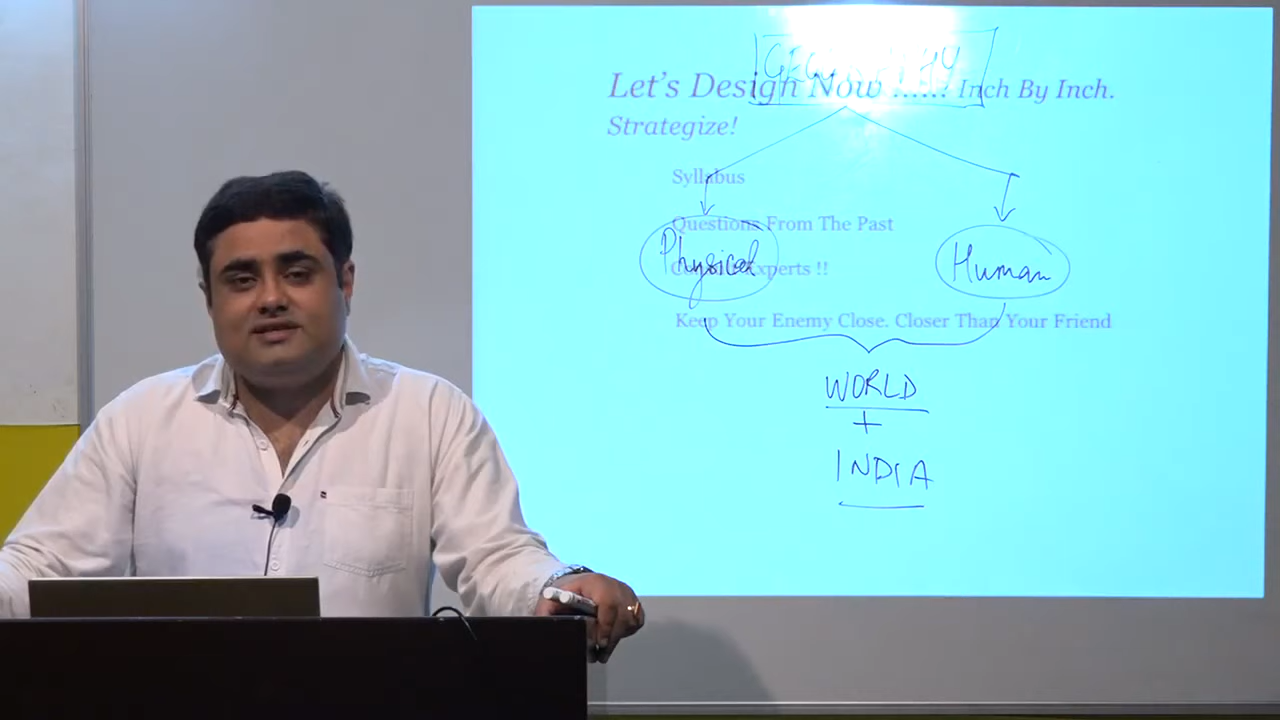 GEOGRAPHY
Let's Design Now ......! Inch By Inch.
Strategize!
Syllabus
Questions From The Past
Physical
Experts !!
Human
Keep Your Enemy Close. Closer Than Your Friend
WORLD
+
INDIA